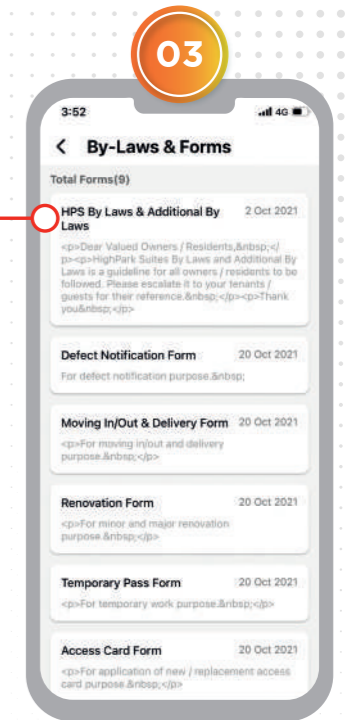 03
3:52
4G
By-Laws & Forms
Total Forms(9)
HPS By Laws & Additional By 2 Oct 2021
Laws
<p>Dear Valued Owners / Residents,&nbsp;</
p><p>HighPark Suites By Laws and Additional By
Laws is a guideline for all owners / residents to be
followed. Please escalate it to your tenants /
guests for their reference.&nbsp;</p><p>Thank
you&nbsp;</p>
Defect Notification Form 20 Oct 2021
For defect notification purpose.&nbsp;
Moving In/Out & Delivery Form 20 Oct 2021
<p>For moving in/out and delivery
purpose.&nbsp;</p>
Renovation Form 20 Oct 2021
<p>For minor and major renovation
purpose.&nbsp;</p>
Temporary Pass Form 20 Oct 2021
<p>For temporary work purpose.&nbsp;</p>
Access Card Form 20 Oct 2021
<p>For application of new / replacement access
card purpose.&nbsp;</p>